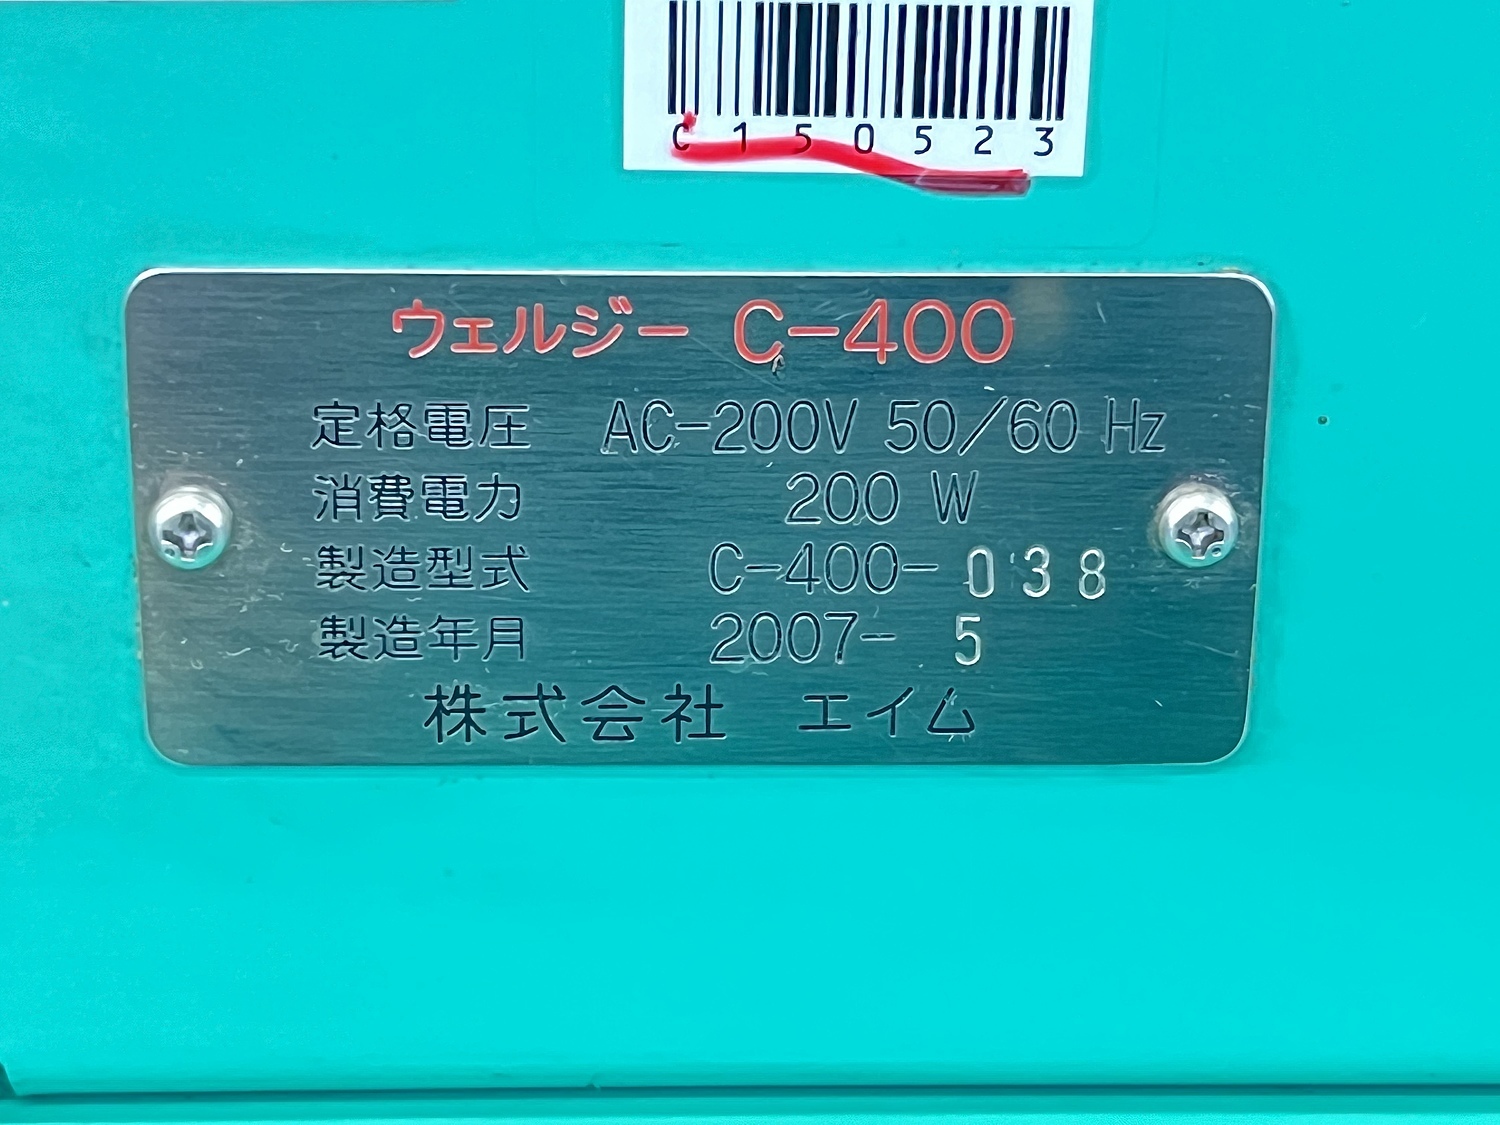 C150523
ウェルジー C-400
定格電圧 AC-200V 50/60 Hz
消費電力 200 W
製造型式 C-400- 038
製造年月 2007- 5
株式会社 エイム